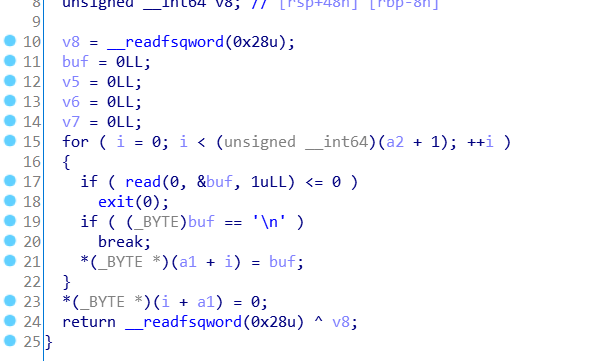 8 unsigned __int64 v8; // [rsp+48h] [rbp-8h]
9
10 v8 = __readfsqword(0x28u);
11 buf = 0LL;
12 v5 = 0LL;
13 v6 = 0LL;
14 v7 = 0LL;
15 for ( i = 0; i < (unsigned __int64)(a2 + 1); ++i )
16 {
17 if ( read(0, &buf, 1uLL) <= 0 )
18 exit(0);
19 if ( (_BYTE)buf == '\n' )
20 break;
21 *(_BYTE *)(a1 + i) = buf;
22 }
23 *(_BYTE *)(i + a1) = 0;
24 return __readfsqword(0x28u) ^ v8;
25 }